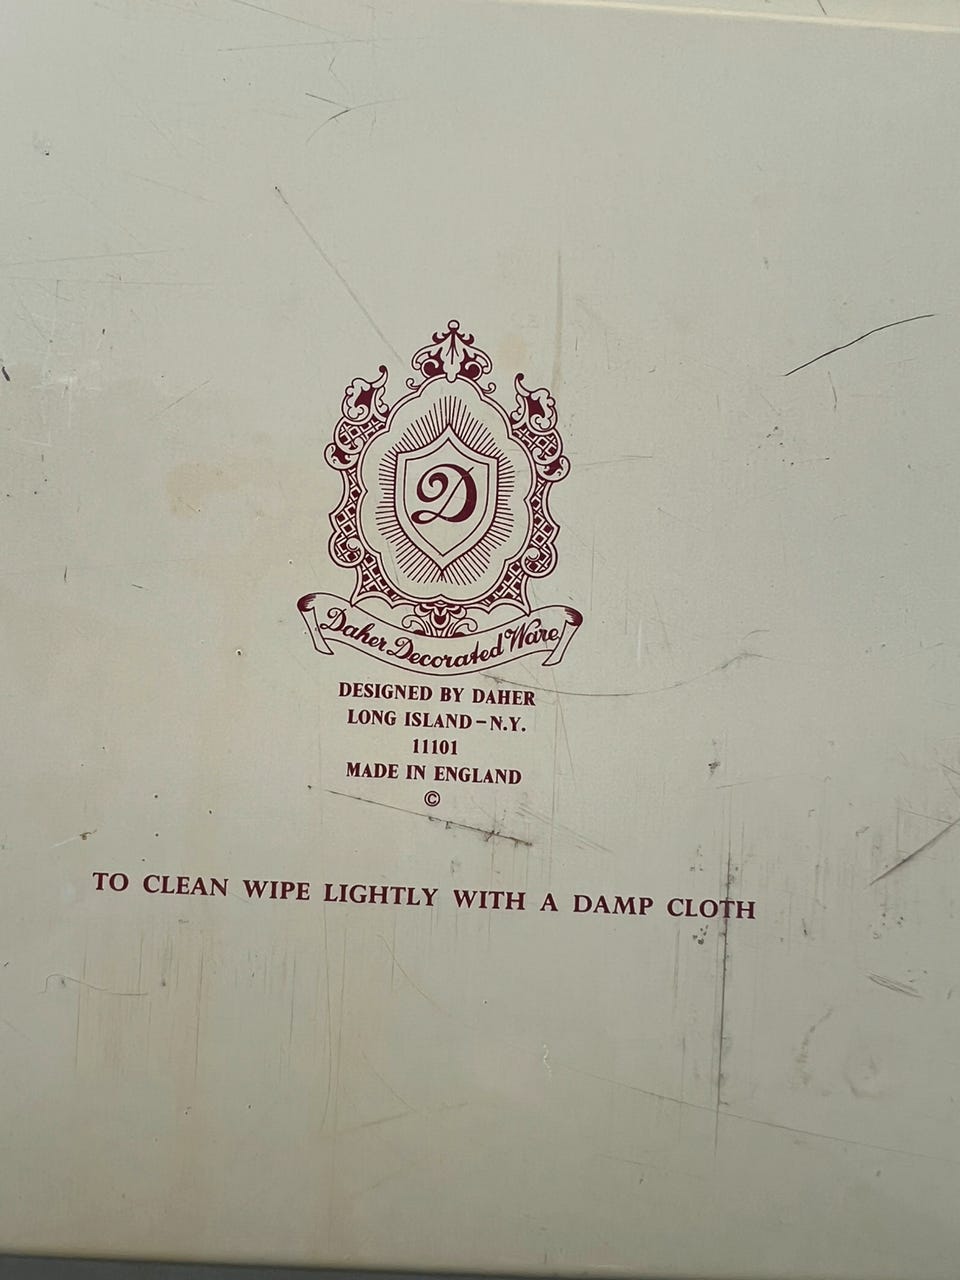 D
Daher Decorated Ware
DESIGNED BY DAHER
LONG ISLAND–N.Y.
11101
MADE IN ENGLAND
©
TO CLEAN WIPE LIGHTLY WITH A DAMP CLOTH